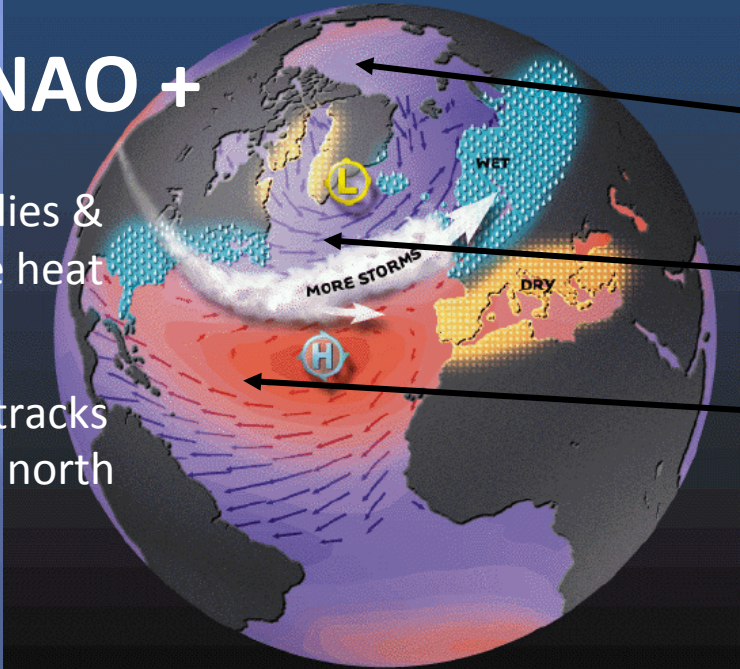 NAO +
lies &
e heat
tracks
north
L
WET
MORE STORMS
DRY
H